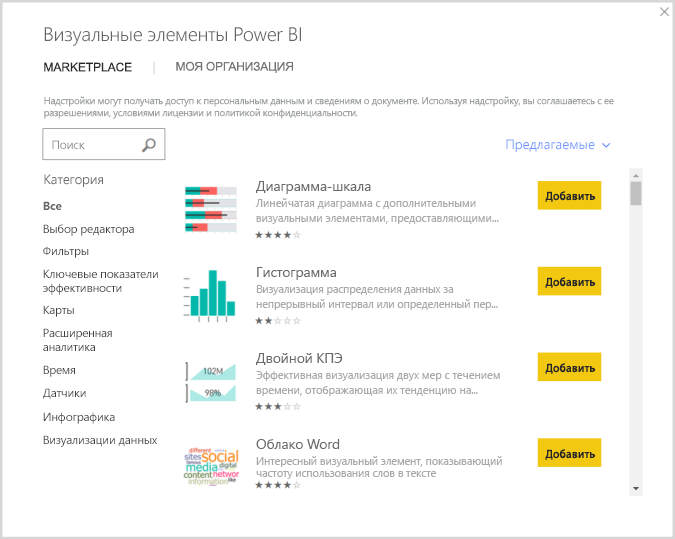 Визуальные элементы Power BI
MARKETPLACE | МОЯ ОРГАНИЗАЦИЯ
Надстройки могут получать доступ к персональным данным и сведениям о документе. Используя надстройку, вы соглашаетесь с ее
разрешениями, условиями лицензии и политикой конфиденциальности.
Поиск
Предлагаемые
Категория
Все
Выбор редактора
Фильтры
Ключевые показатели
эффективности
Карты
Расширенная
аналитика
Время
Датчики
Инфографика
Визуализации данных
Диаграмма-шкала
Линейчатая диаграмма с дополнительными
визуальными элементами, предоставляющими...
★★★★☆
Добавить
Гистограмма
Визуализация распределения данных за
непрерывный интервал или определенный пер...
★★☆☆☆
Добавить
102M
98%
Двойной КПЭ
Эффективная визуализация двух мер с течением
времени, отображающая их тенденцию на...
★★★☆☆
Добавить
different
sites social
media digital
content networ
information like
Облако Word
Интересный визуальный элемент, показывающий
частоту использования слов в тексте
★★★★☆
Добавить